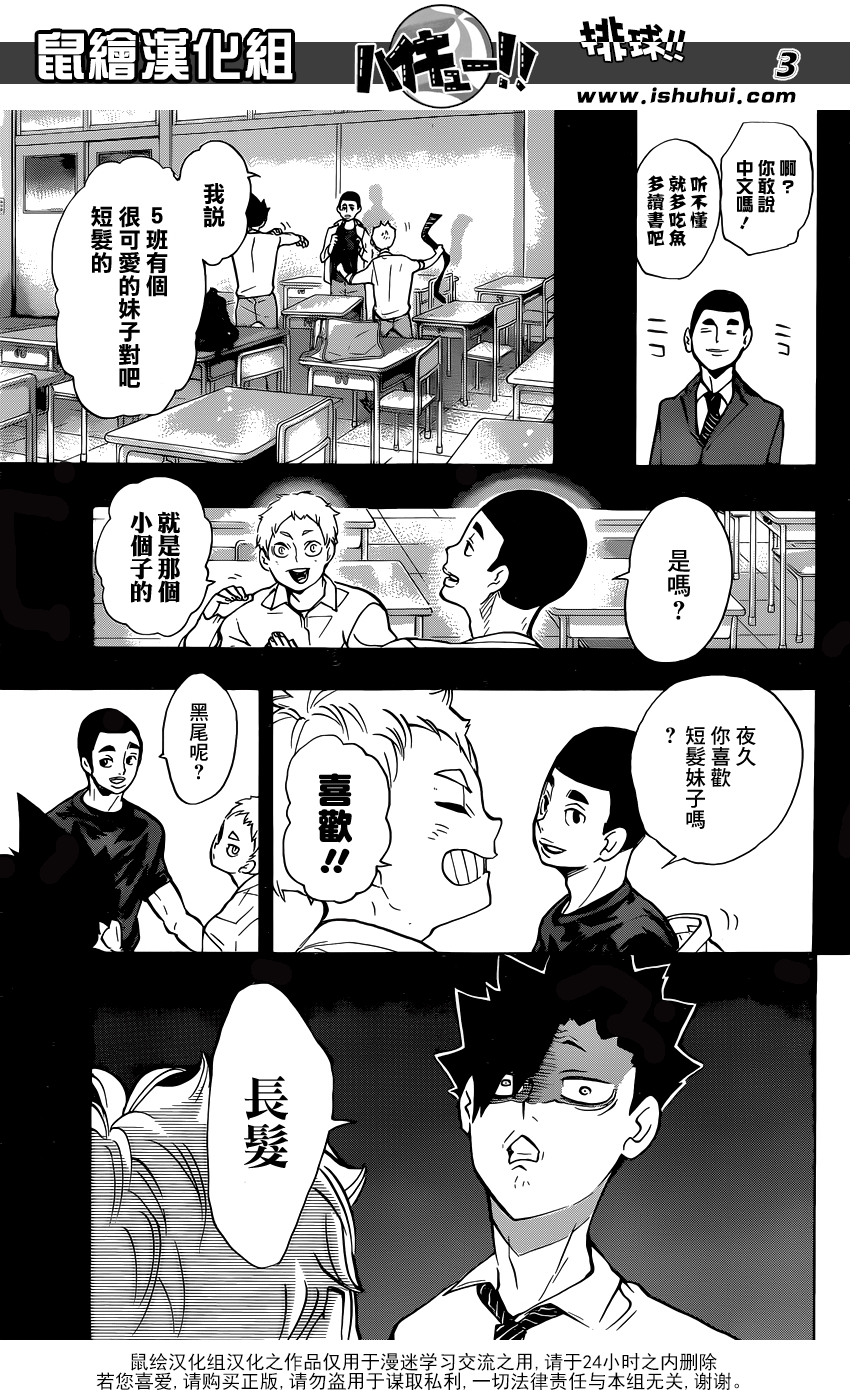 鼠繪漢化組
ハイキュー!!
排球!!
3
www.ishuhui.com
啊?
你敢說
中文嗎!
听不懂
就多吃魚
多讀書吧
我説
5班有個
很可愛的妹子對吧
短髮的
是嗎?
就是那個
小個子的
夜久
你喜歡
短髮妹子嗎
?
喜歡!!
黑尾呢?
長髮
鼠绘汉化组汉化之作品仅用于漫迷学习交流之用,请于24小时之内删除
若您喜爱,请购买正版,请勿盗用于谋取私利,一切法律责任与本组无关,谢谢。